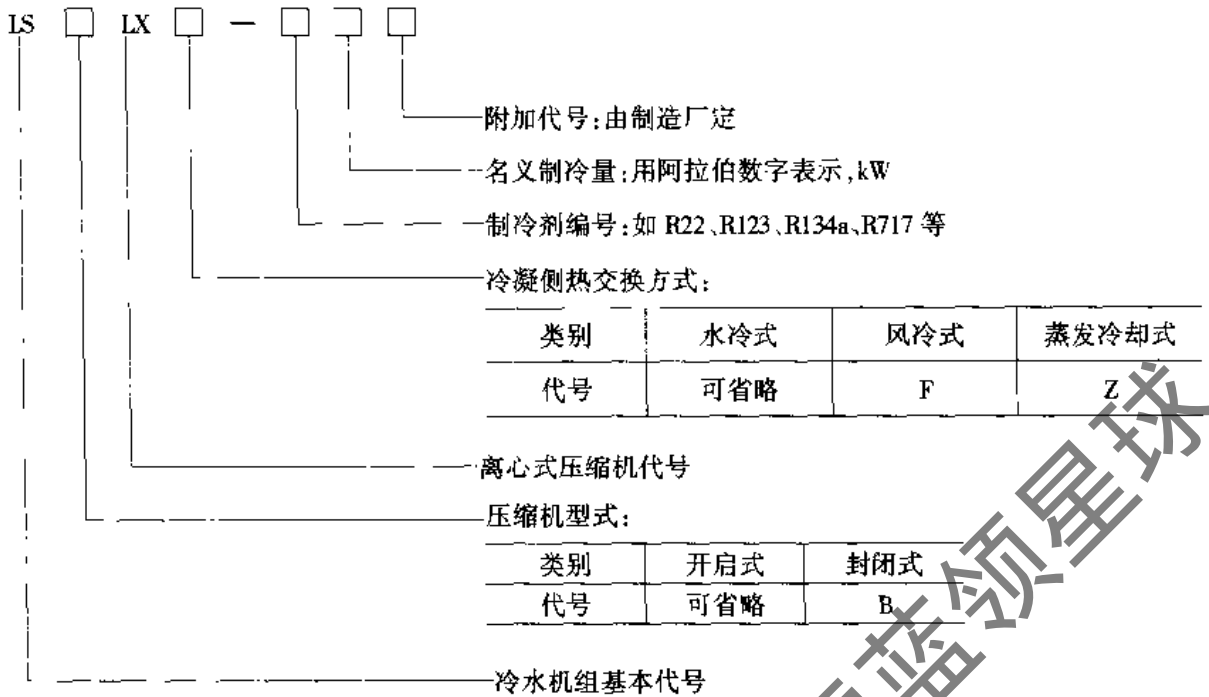 LS □ LX □ — □ □ □
附加代号:由制造厂定
名义制冷量:用阿拉伯数字表示,kW
制冷剂编号:如 R22、R123、R134a、R717 等
冷凝侧热交换方式:
类别 水冷式 风冷式 蒸发冷却式
代号 可省略 F Z
离心式压缩机代号
压缩机型式:
类别 开启式 封闭式
代号 可省略 B
冷水机组基本代号
蓝领星球